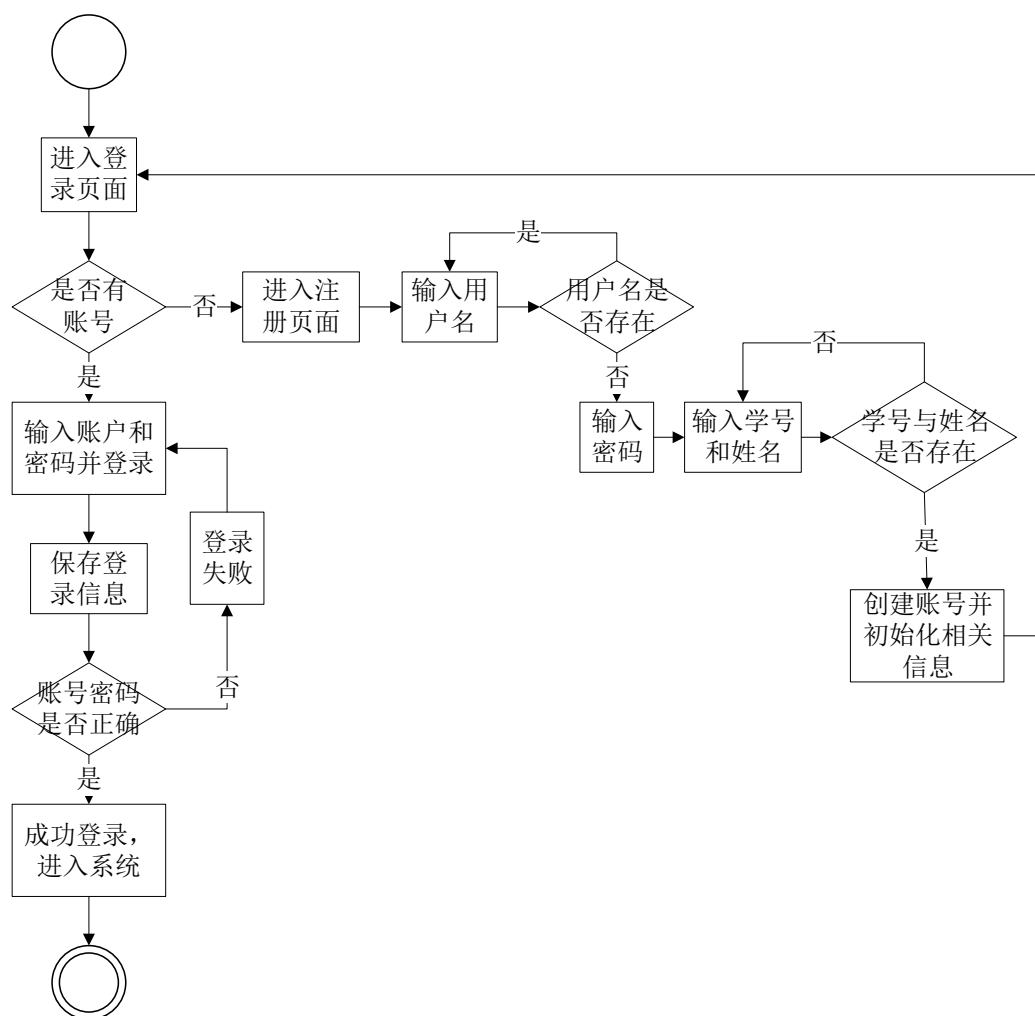 进入登
录页面
是否有
账号
否
进入注
册页面
输入用
户名
是
用户名是
否存在
否
输入
密码
输入学号
和姓名
否
学号与姓名
是否存在
是
创建账号并
初始化相关
信息
是
输入账户和
密码并登录
登录
失败
保存登
录信息
账号密码
是否正确
否
是
成功登录，
进入系统